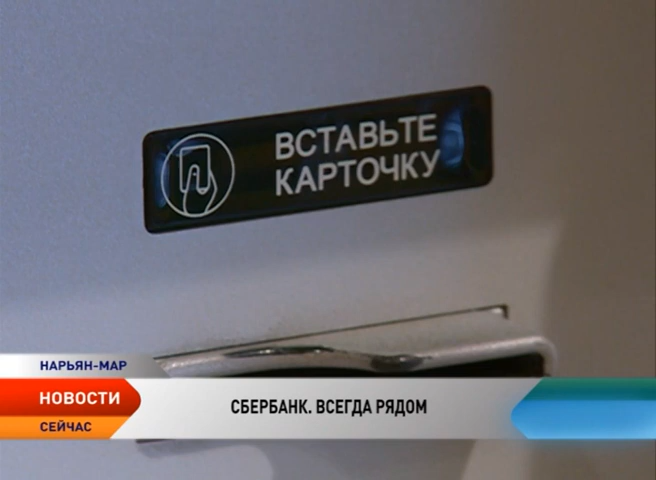 ВСТАВЬТЕ
КАРТОЧКУ
НАРЬЯН-МАР
НОВОСТИ
СЕЙЧАС
СБЕРБАНК. ВСЕГДА РЯДОМ